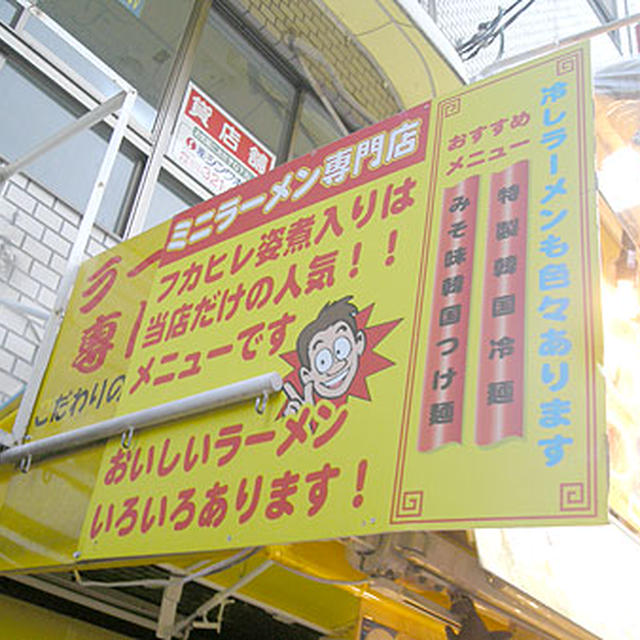 貸店舗
ミニラーメン専門店
フカヒレ姿煮入りは
当店だけの人気！！
メニューです
おいしいラーメン
いろいろあります！
冷しラーメンも色々あります
おすすめ
メニュー
特製韓国冷麺
みそ味韓国つけ麺
ラー
専
こだわりの